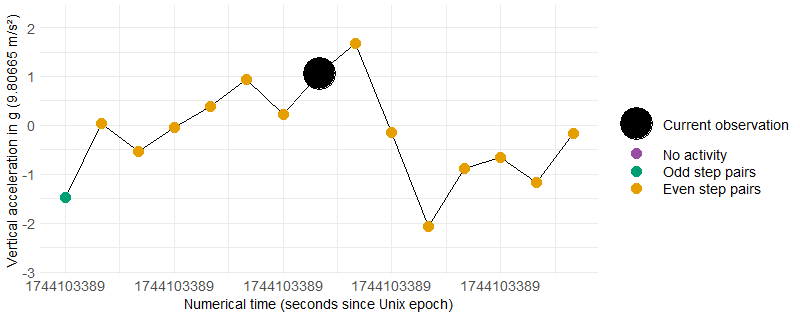 Vertical acceleration in g (9.80665 m/s²)
2
1
0
-1
-2
-3
1744103389 1744103389 1744103389 1744103389 1744103389
Numerical time (seconds since Unix epoch)
Current observation
No activity
Odd step pairs
Even step pairs